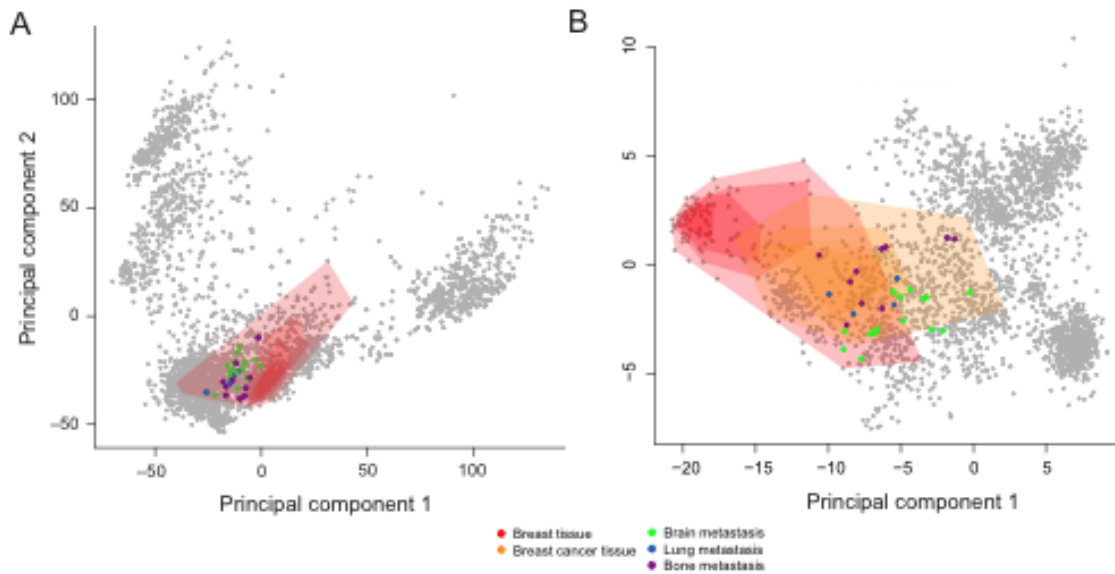 A
B
Principal component 2
100
50
0
−50
−50
0
50
100
Principal component 1
10
5
0
−5
−20
−15
−10
−5
0
5
Principal component 1
Breast tissue
Breast cancer tissue
Brain metastasis
Lung metastasis
Bone metastasis